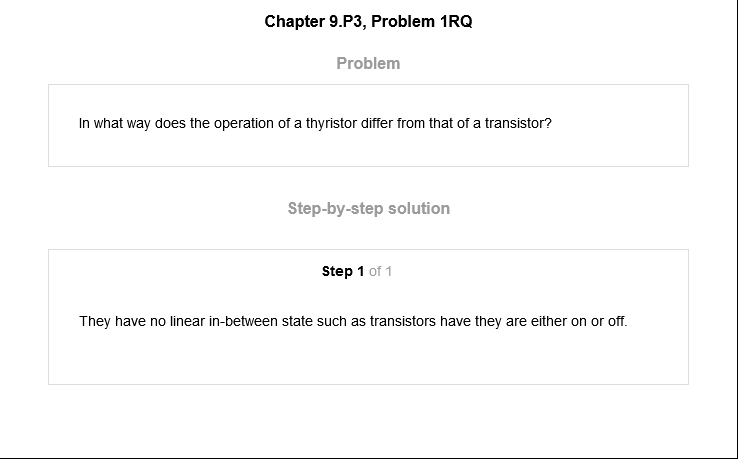 Chapter 9.P3, Problem 1RQ
Problem
In what way does the operation of a thyristor differ from that of a transistor?
Step-by-step solution
Step 1 of 1
They have no linear in-between state such as transistors have they are either on or off.